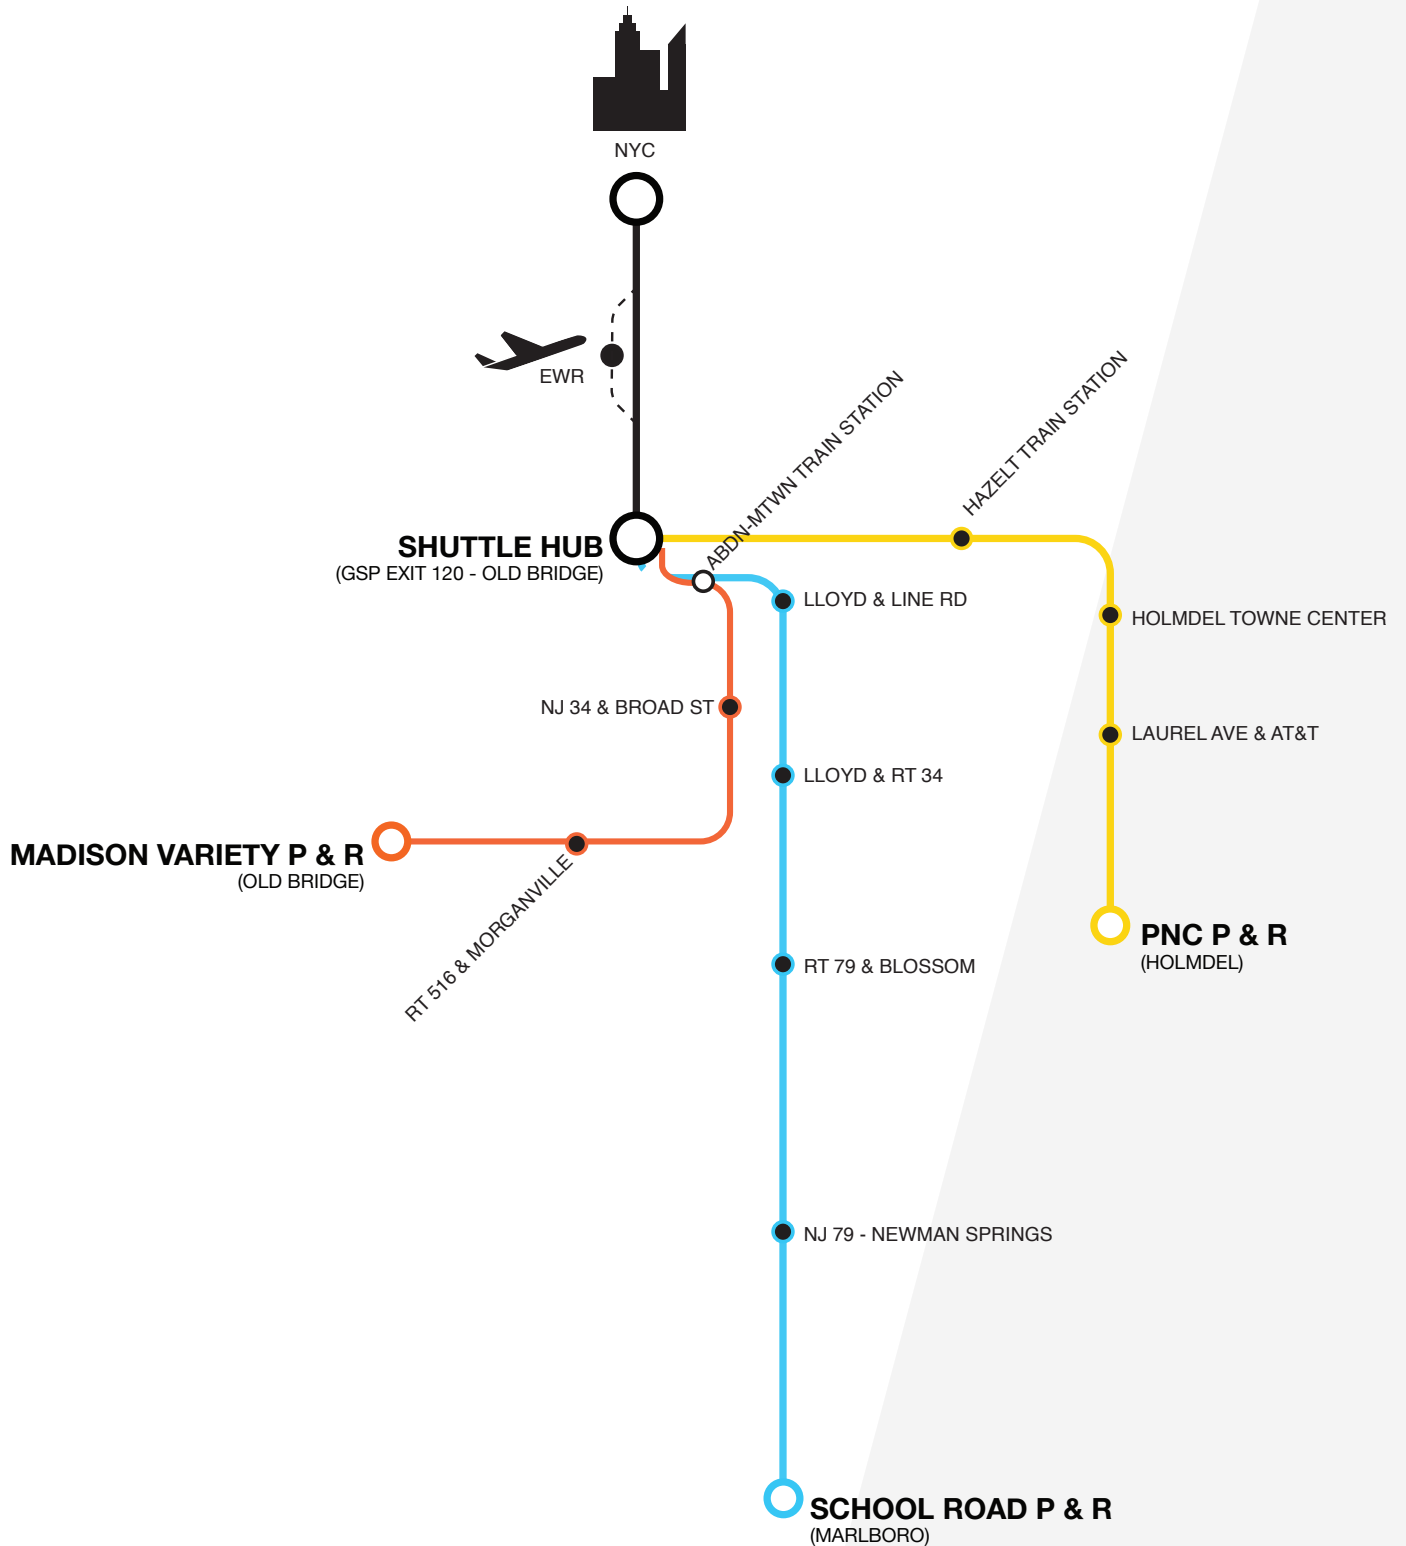 NYC
EWR
ABDN-MTWN TRAIN STATION
HAZELT TRAIN STATION
SHUTTLE HUB
(GSP EXIT 120 - OLD BRIDGE)
LLOYD & LINE RD
HOLMDEL TOWNE CENTER
NJ 34 & BROAD ST
LAUREL AVE & AT&T
LLOYD & RT 34
MADISON VARIETY P & R
(OLD BRIDGE)
RT 516 & MORGANVILLE
PNC P & R
(HOLMDEL)
RT 79 & BLOSSOM
NJ 79 - NEWMAN SPRINGS
SCHOOL ROAD P & R
(MARLBORO)